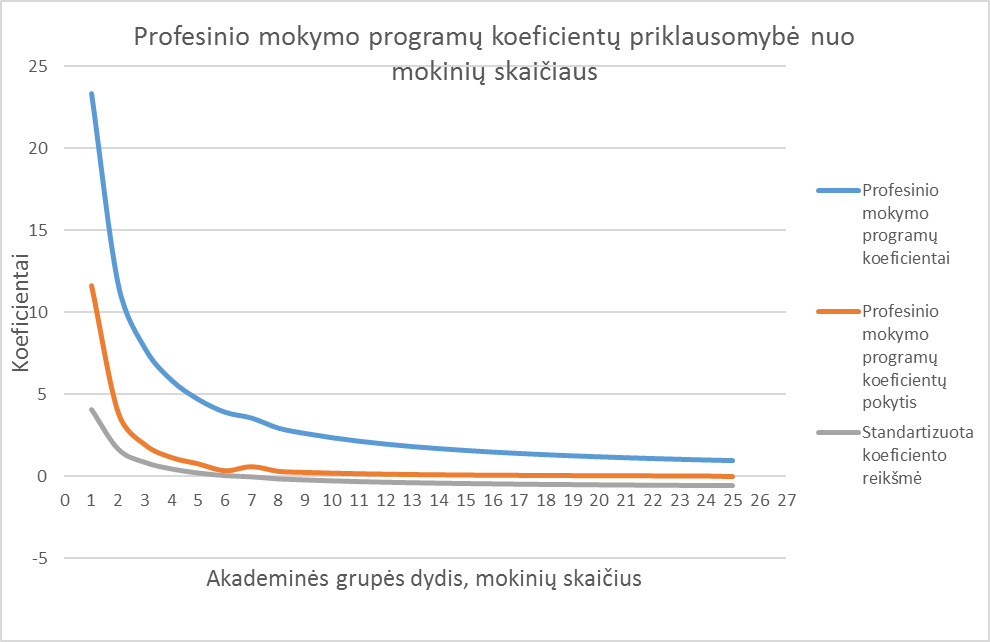 Profesinio mokymo programų koeficientų priklausomybė nuo
mokinių skaičiaus
25
20
15
10
5
0
-5
Koeficientai
0 1 2 3 4 5 6 7 8 9 10 11 12 13 14 15 16 17 18 19 20 21 22 23 24 25 26 27
Akademinės grupės dydis, mokinių skaičius
Profesinio
mokymo
programų
koeficientai
Profesinio
mokymo
programų
koeficientų
pokytis
Standartizuota
koeficiento
reikšmė